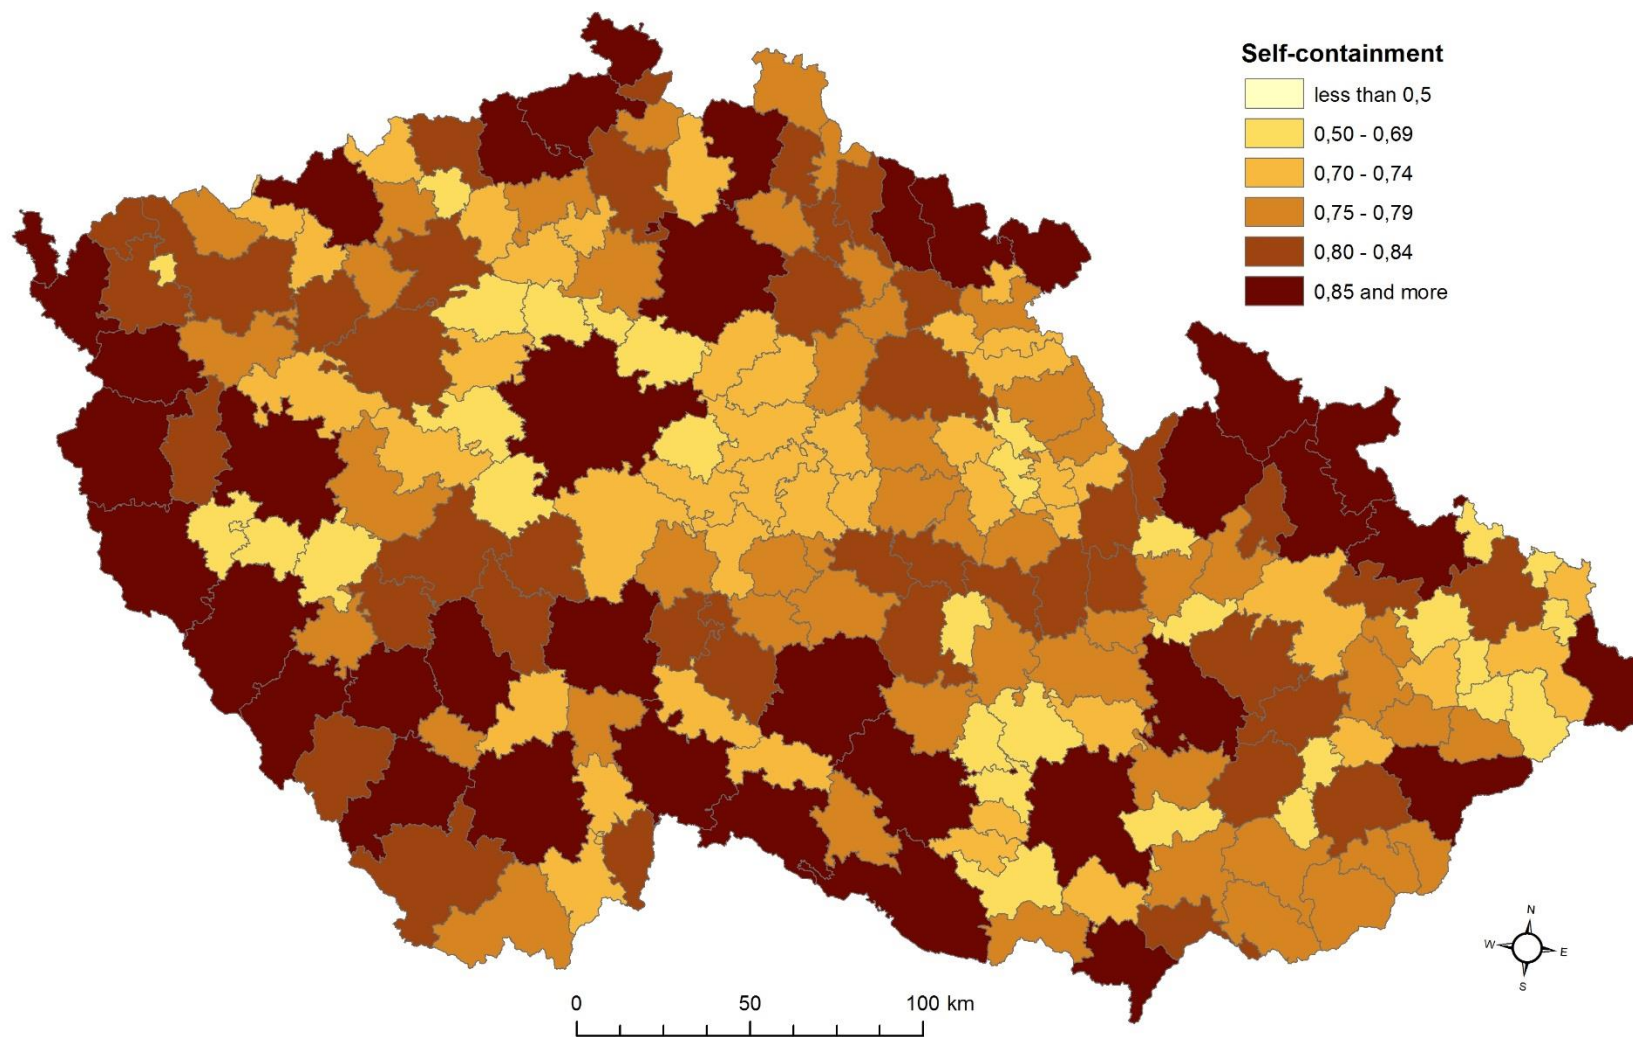 Self-containment
less than 0,5
0,50 - 0,69
0,70 - 0,74
0,75 - 0,79
0,80 - 0,84
0,85 and more
N
W E
S
0 50 100 km